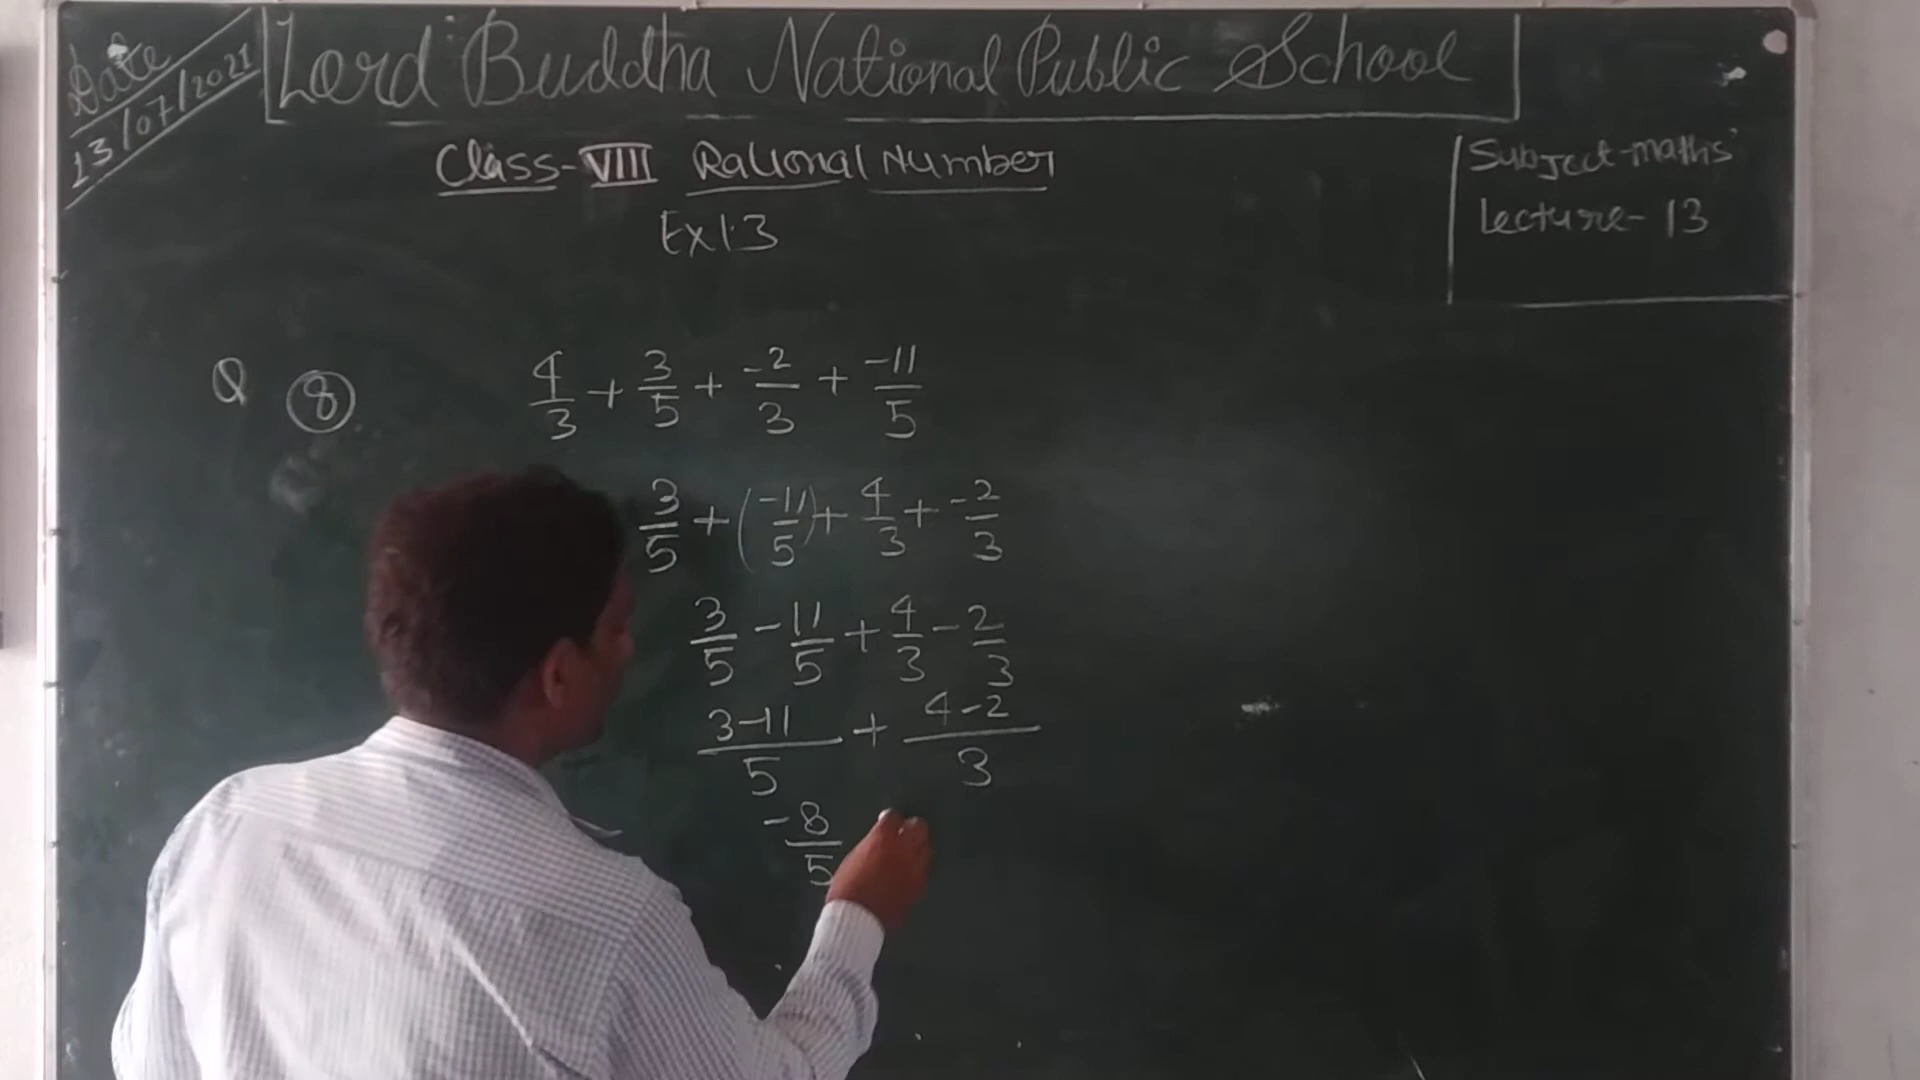 Date
13/07/2021
Lord Buddha National Public School
Class-VIII Rational Number
Ex 1.3
Subject-maths
Lecture-13
Q 8 4/3 + 3/5 + -2/3 + -11/5
3/5 + (-11/5) + 4/3 + -2/3
3/5 - 11/5 + 4/3 - 2/3
3-11/5 + 4-2/3
-8/5